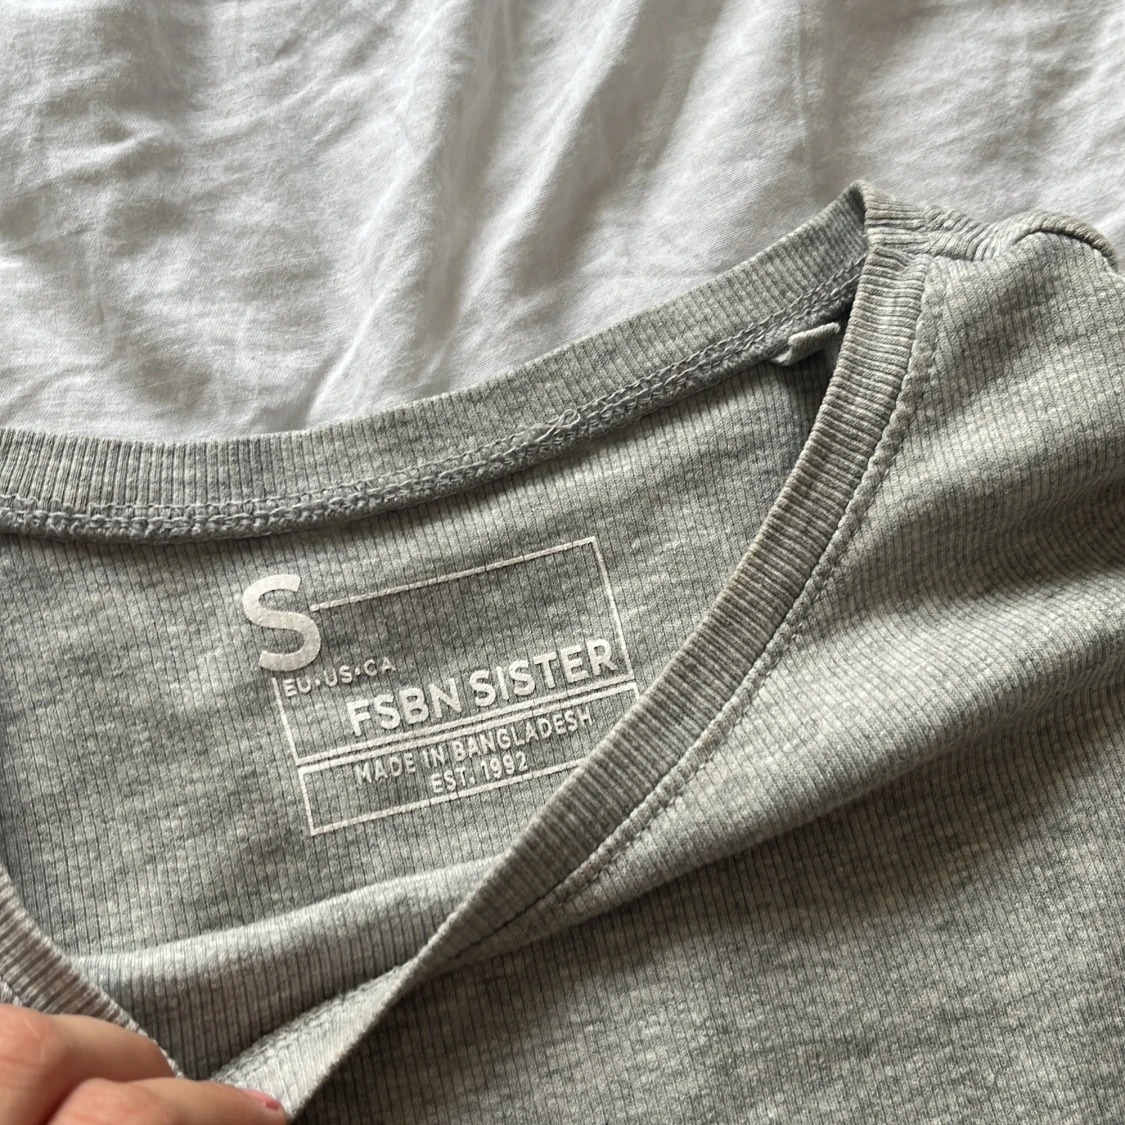 S
EU•US•CA
FSBN SISTER
MADE IN BANGLADESH
EST. 1992